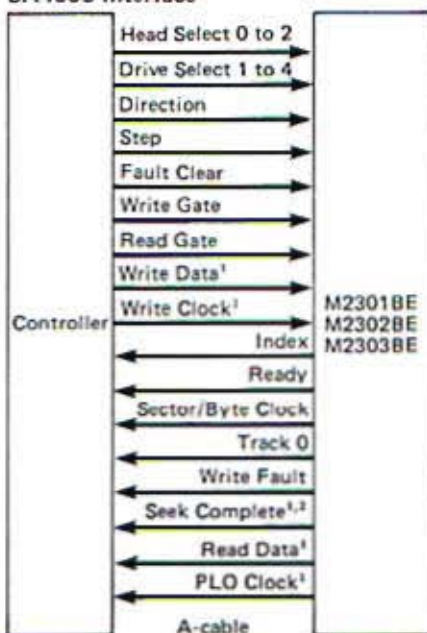 Head Select 0 to 2
Drive Select 1 to 4
Direction
Step
Fault Clear
Write Gate
Read Gate
Write Data¹
Write Clock¹
Controller
M2301BE
M2302BE
M2303BE
Index
Ready
Sector/Byte Clock
Track 0
Write Fault
Seek Complete¹,²
Read Data¹
PLO Clock¹
A-cable